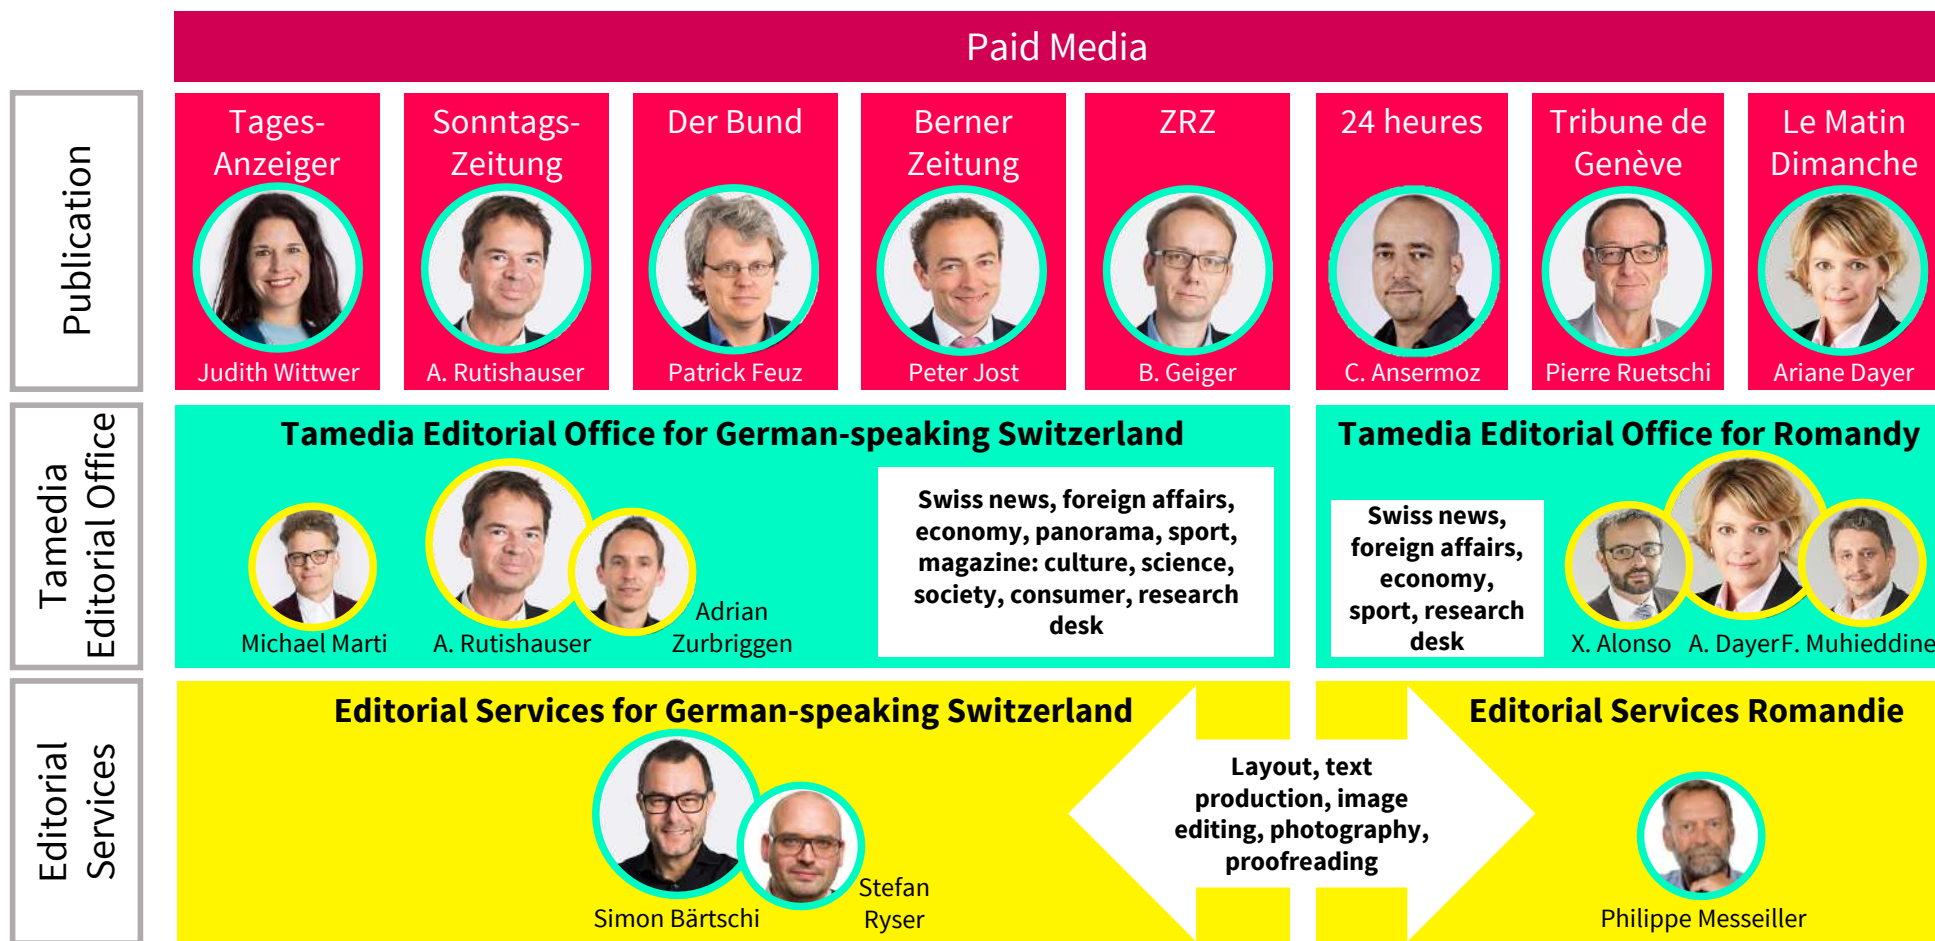 Paid Media
Publication
Tages-
Anzeiger
Judith Wittwer
Sonntags-
Zeitung
A. Rutishauser
Der Bund
Patrick Feuz
Berner
Zeitung
Peter Jost
ZRZ
B. Geiger
24 heures
C. Ansermoz
Tribune de
Genève
Pierre Ruetschi
Le Matin
Dimanche
Ariane Dayer
Tamedia
Editorial Office
Tamedia Editorial Office for German-speaking Switzerland
Michael Marti
A. Rutishauser
Adrian
Zurbriggen
Swiss news, foreign affairs,
economy, panorama, sport,
magazine: culture, science,
society, consumer, research
desk
Tamedia Editorial Office for Romandy
Swiss news,
foreign affairs,
economy,
sport, research
desk
X. Alonso
A. Dayer
F. Muhieddine
Editorial
Services
Editorial Services for German-speaking Switzerland
Simon Bärtschi
Stefan
Ryser
Layout, text
production, image
editing, photography,
proofreading
Editorial Services Romandie
Philippe Messeiller